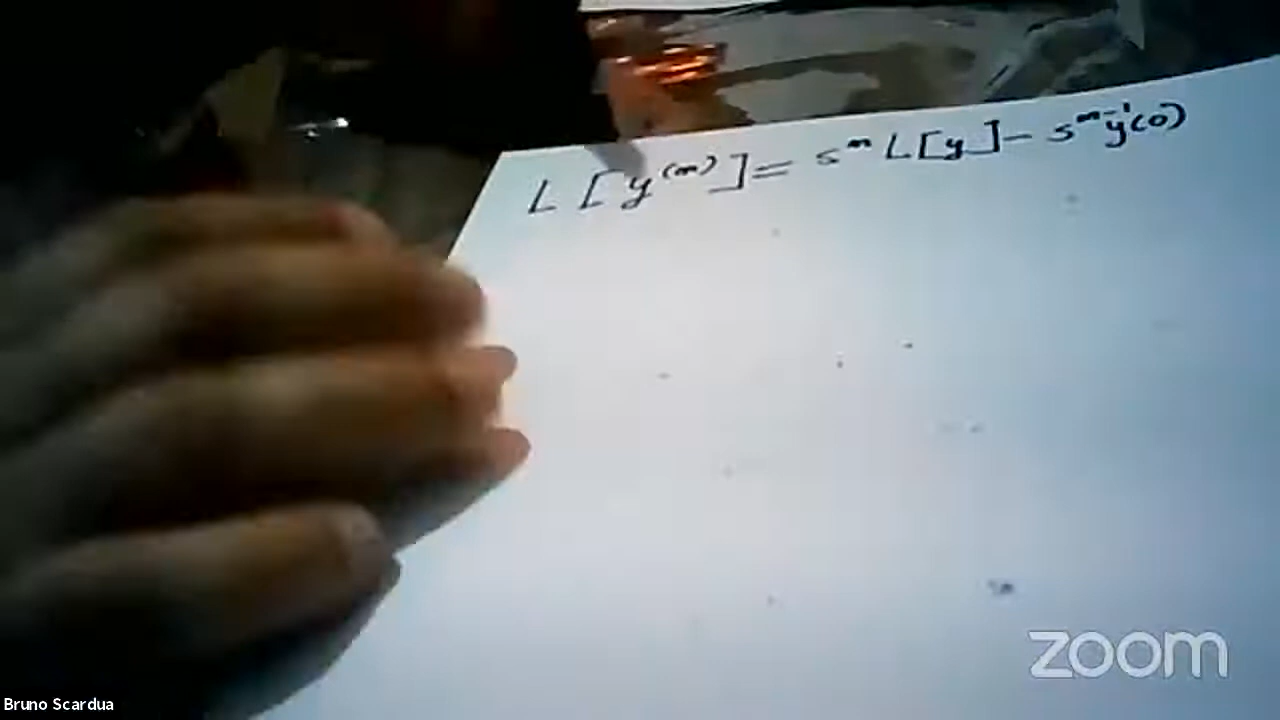 L[y^(n)] = s^n L[y] - s^(n-1) y(0)
zoom
Bruno Scardua